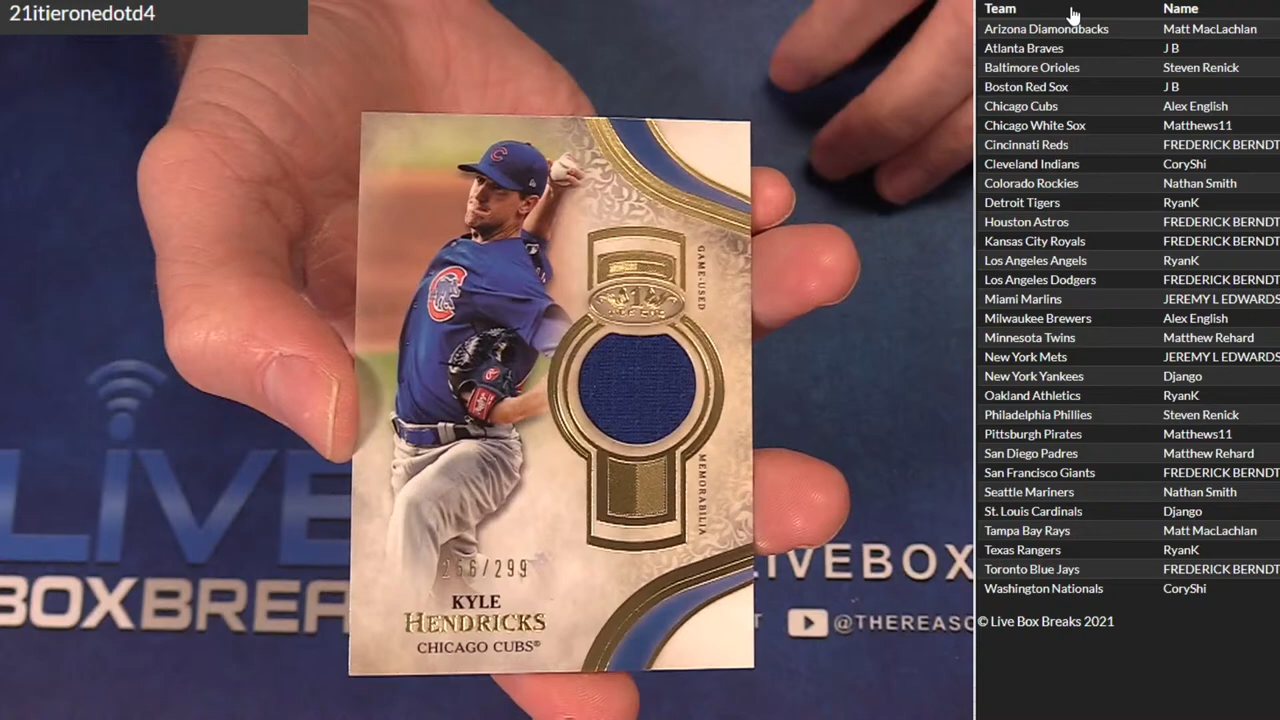 21itieronedotd4
C
GAME-USED
MEMORABILIA
/299
KYLE
HENDRICKS
CHICAGO CUBS®
LIVE
BOXBREA
LIVEBOX
@THEREASO
Team Name
Arizona Diamondbacks Matt MacLachlan
Atlanta Braves J B
Baltimore Orioles Steven Renick
Boston Red Sox J B
Chicago Cubs Alex English
Chicago White Sox Matthews11
Cincinnati Reds FREDERICK BERNDT
Cleveland Indians CoryShi
Colorado Rockies Nathan Smith
Detroit Tigers RyanK
Houston Astros FREDERICK BERNDT
Kansas City Royals FREDERICK BERNDT
Los Angeles Angels RyanK
Los Angeles Dodgers FREDERICK BERNDT
Miami Marlins JEREMY L EDWARDS
Milwaukee Brewers Alex English
Minnesota Twins Matthew Rehard
New York Mets JEREMY L EDWARDS
New York Yankees Django
Oakland Athletics RyanK
Philadelphia Phillies Steven Renick
Pittsburgh Pirates Matthews11
San Diego Padres Matthew Rehard
San Francisco Giants FREDERICK BERNDT
Seattle Mariners Nathan Smith
St. Louis Cardinals Django
Tampa Bay Rays Matt MacLachlan
Texas Rangers RyanK
Toronto Blue Jays FREDERICK BERNDT
Washington Nationals CoryShi
© Live Box Breaks 2021